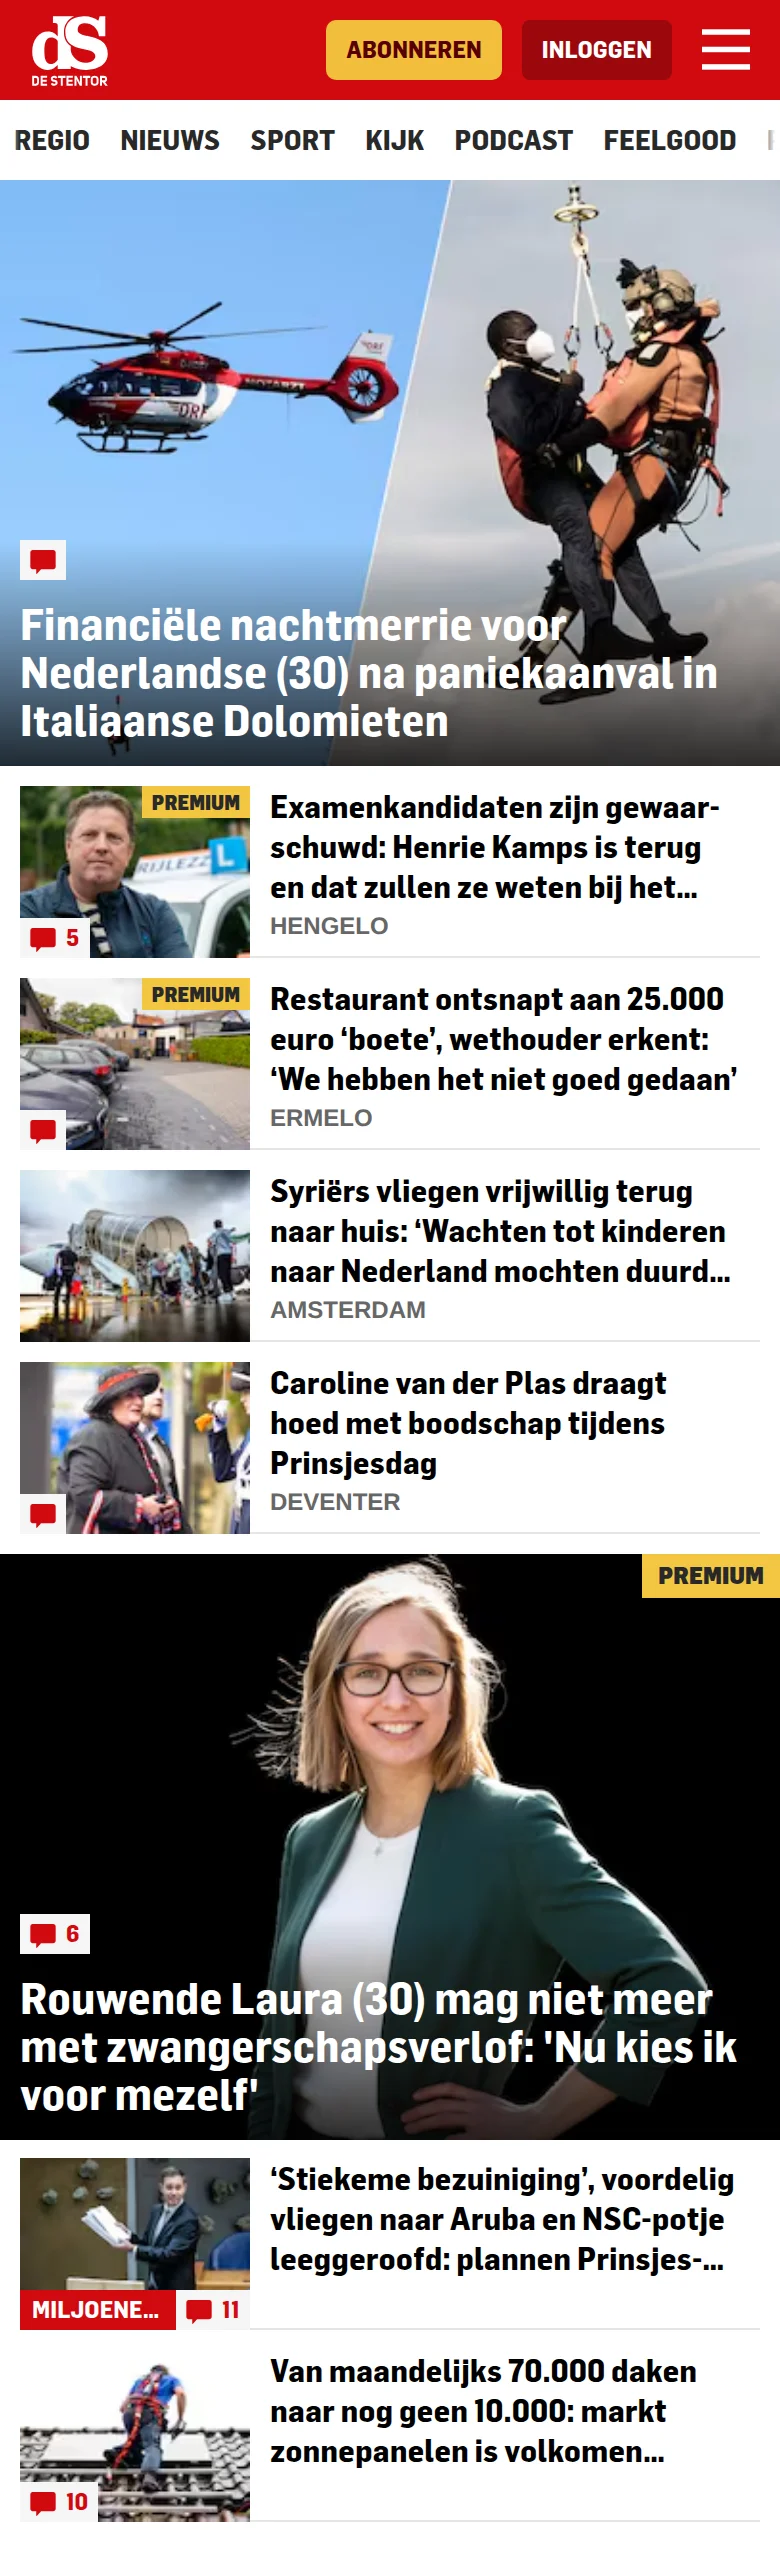 dS
DE STENTOR
ABONNEREN
INLOGGEN
REGIO NIEUWS SPORT KIJK PODCAST FEELGOOD
DRF
NOTARZT
DRF
Financiële nachtmerrie voor
Nederlandse (30) na paniekaanval in
Italiaanse Dolomieten
PREMIUM
RIJLEZZ
L
5
Examenkandidaten zijn gewaar-
schuwd: Henrie Kamps is terug
en dat zullen ze weten bij het...
HENGELO
PREMIUM
Restaurant ontsnapt aan 25.000
euro ‘boete’, wethouder erkent:
‘We hebben het niet goed gedaan’
ERMELO
Syriërs vliegen vrijwillig terug
naar huis: ‘Wachten tot kinderen
naar Nederland mochten duurd...
AMSTERDAM
Caroline van der Plas draagt
hoed met boodschap tijdens
Prinsjesdag
DEVENTER
PREMIUM
6
Rouwende Laura (30) mag niet meer
met zwangerschapsverlof: 'Nu kies ik
voor mezelf'
MILJOENE...
11
‘Stiekeme bezuiniging’, voordelig
vliegen naar Aruba en NSC-potje
leeggeroofd: plannen Prinsjes-...
10
Van maandelijks 70.000 daken
naar nog geen 10.000: markt
zonnepanelen is volkomen...